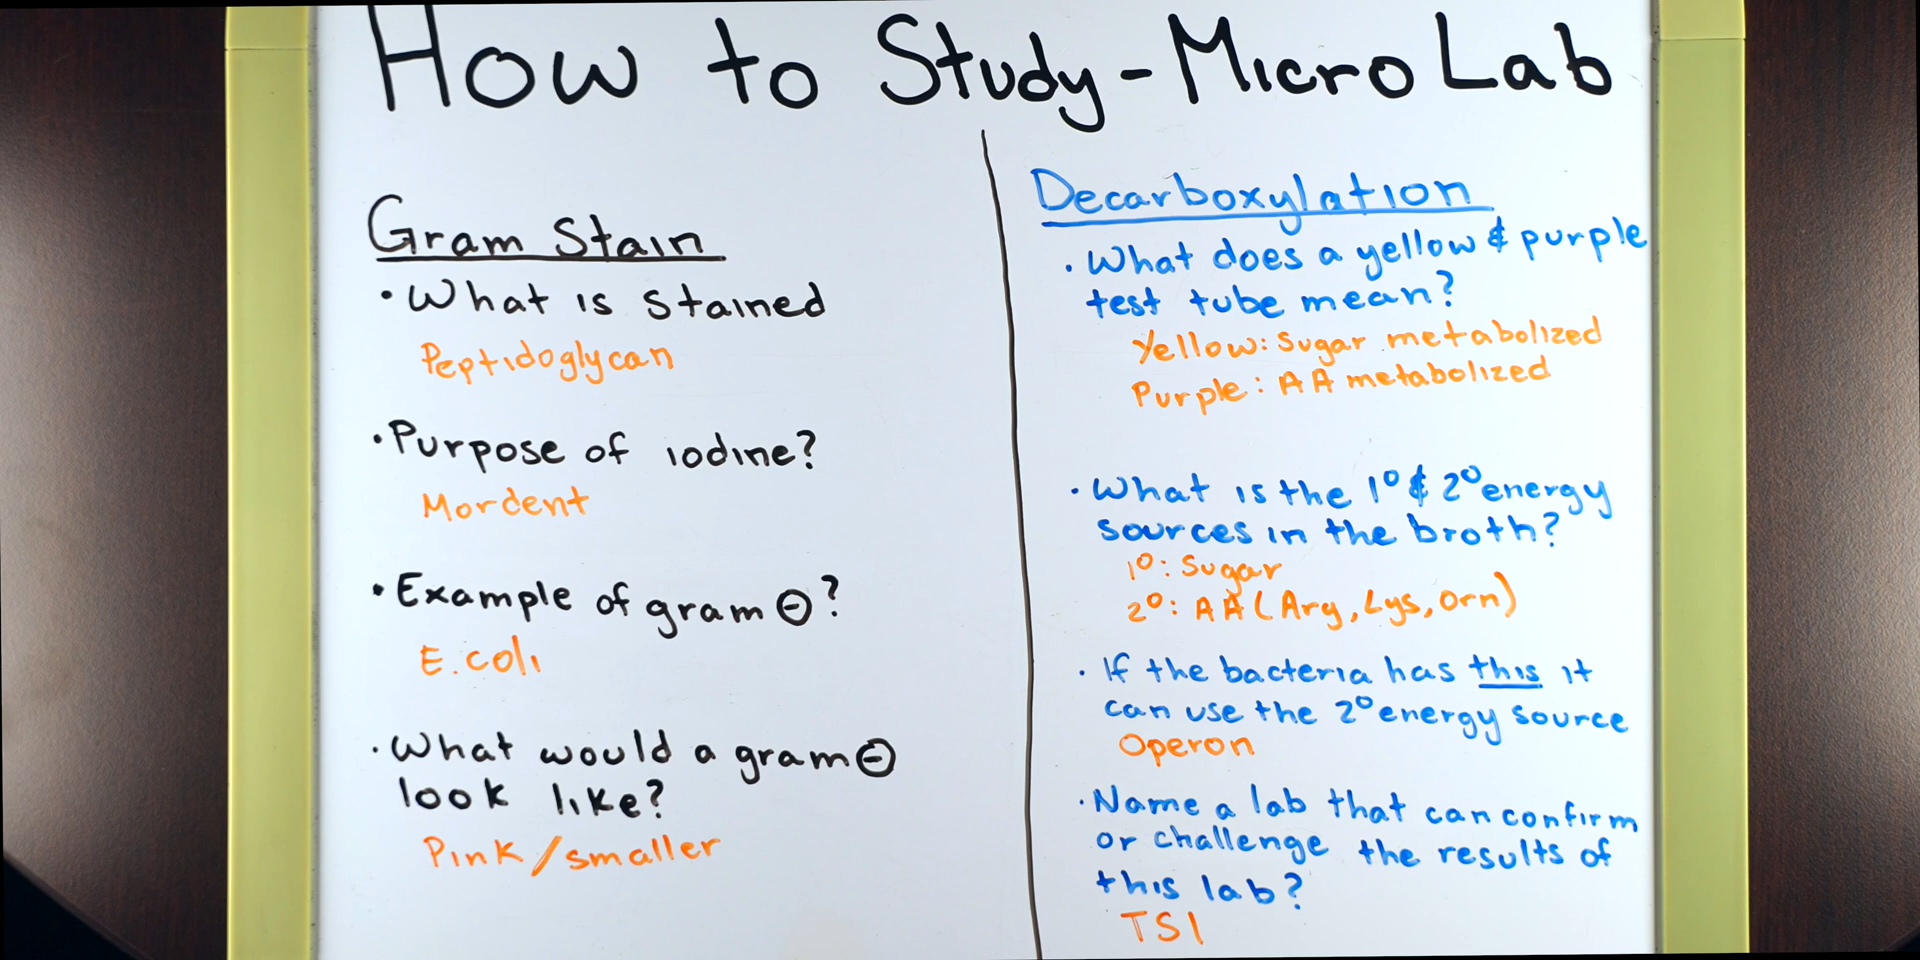 How to Study - Micro Lab
Gram Stain
• What is stained
Peptidoglycan
• Purpose of iodine?
Mordent
• Example of gram ⊖?
E. coli
• What would a gram ⊖
look like?
Pink/smaller
Decarboxylation
• What does a yellow & purple
test tube mean?
Yellow: Sugar metabolized
Purple: AA metabolized
• What is the 1° & 2° energy
sources in the broth?
1°: Sugar
2°: AA (Arg, Lys, Orn)
• If the bacteria has this it
can use the 2° energy source
Operon
• Name a lab that can confirm
or challenge the results of
this lab?
TSI